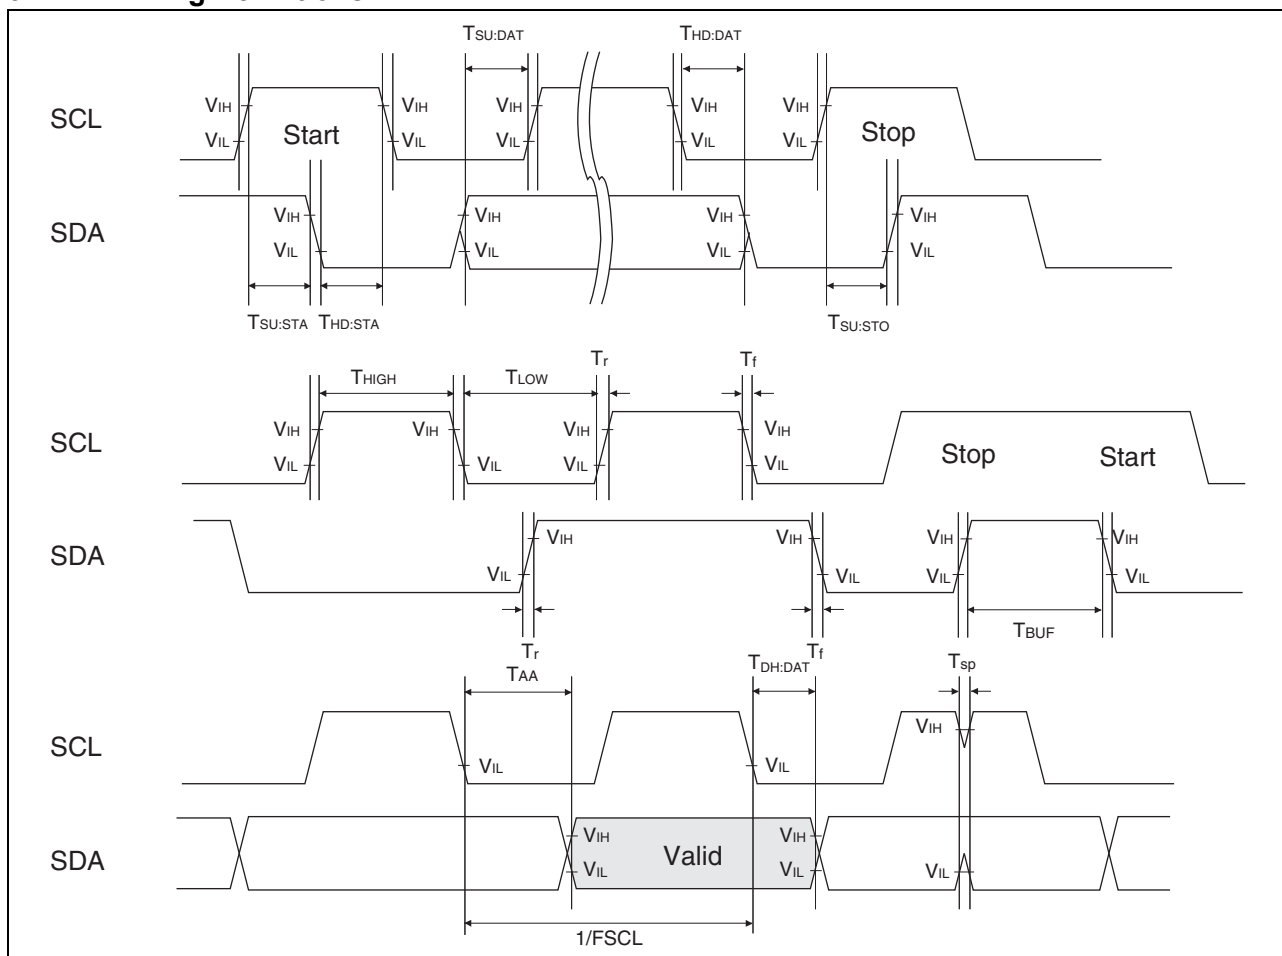 TSU:DAT THD:DAT
SCL VIH VIH VIH VIH VIH
VIL Start VIL VIL VIL VIL Stop
SDA VIH VIH VIH VIH
VIL VIL VIL VIL
TSU:STA THD:STA TSU:STO
THIGH TLOW Tr Tf
SCL VIH VIH VIH VIH
VIL VIL VIL VIL Stop Start
SDA VIH VIH VIH VIH
VIL VIL VIL VIL
Tr Tf TBUF
TAA TDH:DAT Tsp
SCL VIH
VIL VIL
SDA VIH Valid VIH
VIL VIL VIL
1/FSCL